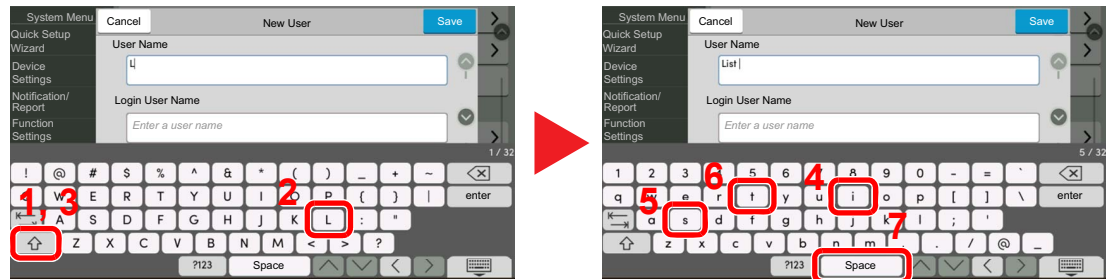 System Menu
Cancel
New User
Save
Quick Setup
Wizard
User Name
L
Device
Settings
Notification/
Report
Login User Name
Enter a user name
Function
Settings
1 / 32
! @ # $ % ^ & * ( ) _ + ~
W E R T Y U I O P { } | enter
A S D F G H J K L : "
Z X C V B N M < > ?
?123 Space
1, 3
2
System Menu
Cancel
New User
Save
Quick Setup
Wizard
User Name
List
Device
Settings
Notification/
Report
Login User Name
Enter a user name
Function
Settings
5 / 32
1 2 3 5 6 7 8 9 0 - = `
q w e r t y u i o p [ ] \ enter
a s d f g h j k l ; '
z x c v b n m , . / @ _
?123 Space
6
4
5
7